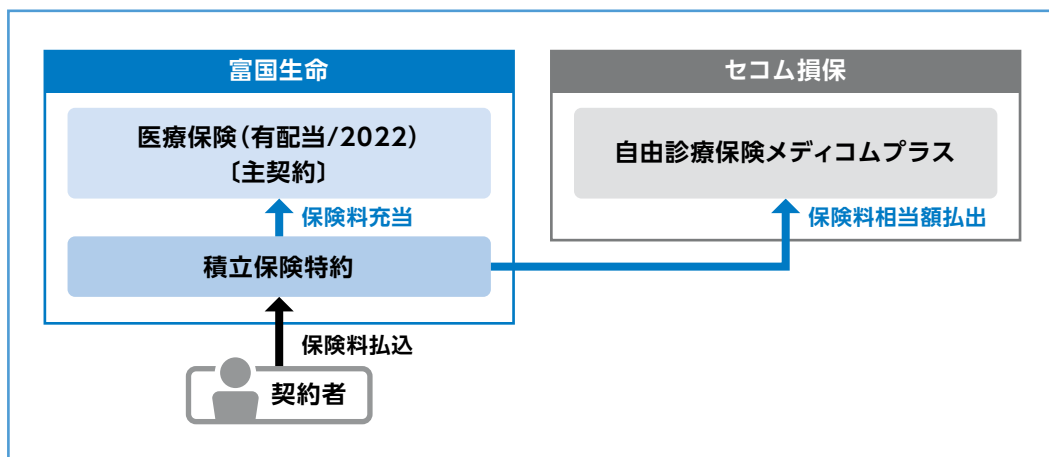 富国生命
医療保険（有配当/2022）
〔主契約〕
保険料充当
積立保険特約
保険料払込
契約者
セコム損保
自由診療保険メディコムプラス
保険料相当額払出